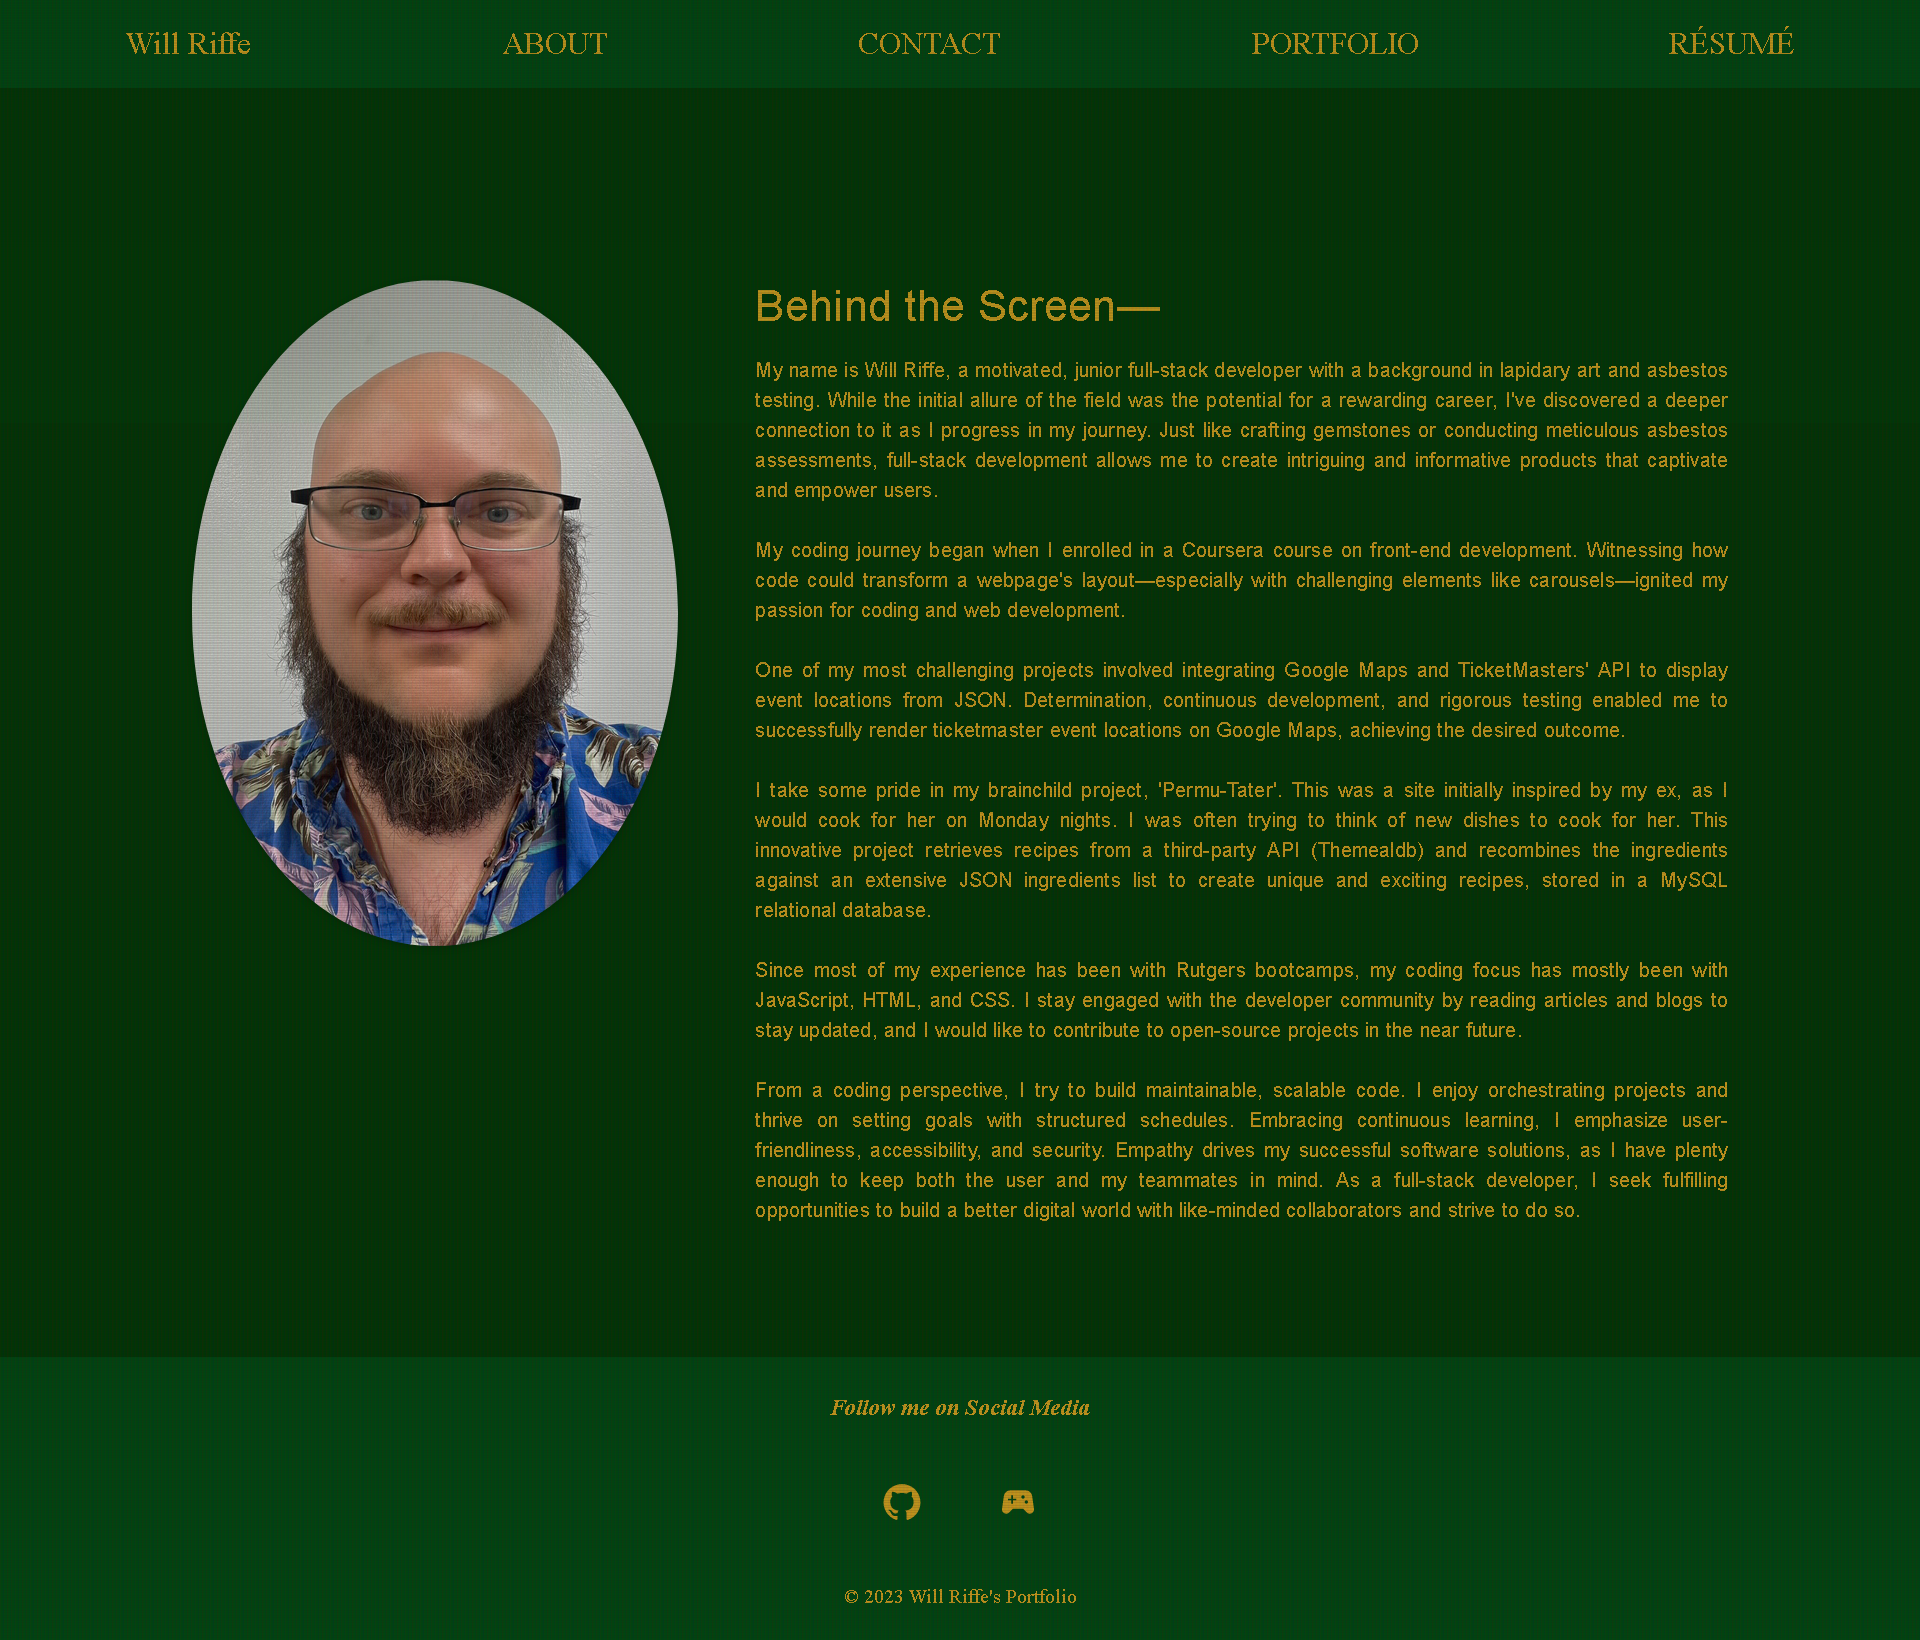 Will Riffe
ABOUT
CONTACT
PORTFOLIO
RÉSUMÉ
Behind the Screen—
My name is Will Riffe, a motivated, junior full-stack developer with a background in lapidary art and asbestos
testing. While the initial allure of the field was the potential for a rewarding career, I've discovered a deeper
connection to it as I progress in my journey. Just like crafting gemstones or conducting meticulous asbestos
assessments, full-stack development allows me to create intriguing and informative products that captivate
and empower users.
My coding journey began when I enrolled in a Coursera course on front-end development. Witnessing how
code could transform a webpage's layout—especially with challenging elements like carousels—ignited my
passion for coding and web development.
One of my most challenging projects involved integrating Google Maps and TicketMasters' API to display
event locations from JSON. Determination, continuous development, and rigorous testing enabled me to
successfully render ticketmaster event locations on Google Maps, achieving the desired outcome.
I take some pride in my brainchild project, 'Permu-Tater'. This was a site initially inspired by my ex, as I
would cook for her on Monday nights. I was often trying to think of new dishes to cook for her. This
innovative project retrieves recipes from a third-party API (Themealdb) and recombines the ingredients
against an extensive JSON ingredients list to create unique and exciting recipes, stored in a MySQL
relational database.
Since most of my experience has been with Rutgers bootcamps, my coding focus has mostly been with
JavaScript, HTML, and CSS. I stay engaged with the developer community by reading articles and blogs to
stay updated, and I would like to contribute to open-source projects in the near future.
From a coding perspective, I try to build maintainable, scalable code. I enjoy orchestrating projects and
thrive on setting goals with structured schedules. Embracing continuous learning, I emphasize user-
friendliness, accessibility, and security. Empathy drives my successful software solutions, as I have plenty
enough to keep both the user and my teammates in mind. As a full-stack developer, I seek fulfilling
opportunities to build a better digital world with like-minded collaborators and strive to do so.
Follow me on Social Media
© 2023 Will Riffe's Portfolio